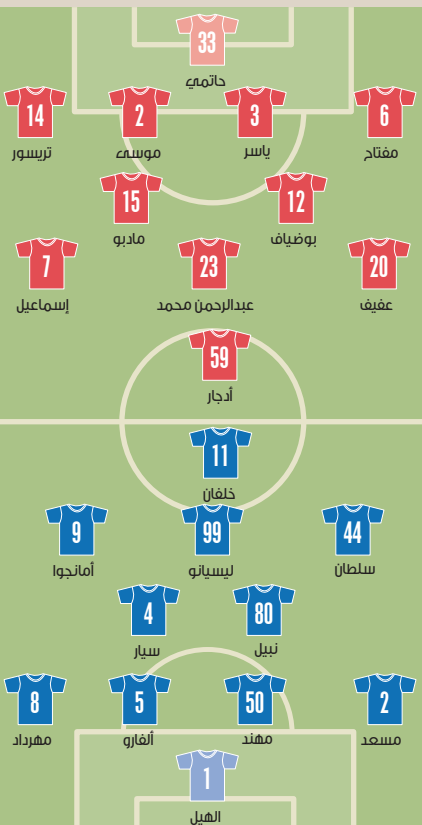 33
حاتمي
6 3 2 14
مفتاح ياسر موسى تريسور
12 15
بوضياف مادبو
20 23 7
عفيف عبدالرحمن محمد إسماعيل
59
أدجار
11
خلفان
44 99 9
سلطان ليسيانو أمانجوا
80 4
نبيل سيار
2 50 5 8
مسعد مهند ألفارو مهرداد
1
الهيل